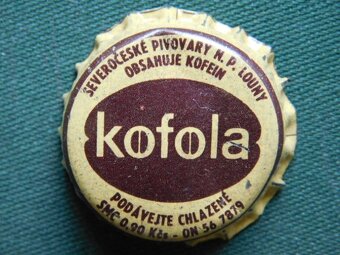 SEVEROČESKÉ PIVOVARY N. P. LOUNY
OBSAHUJE KOFEIN
kofola
PODÁVEJTE CHLAZENÉ
SMC 0,90 Kčs - ON 56 7879